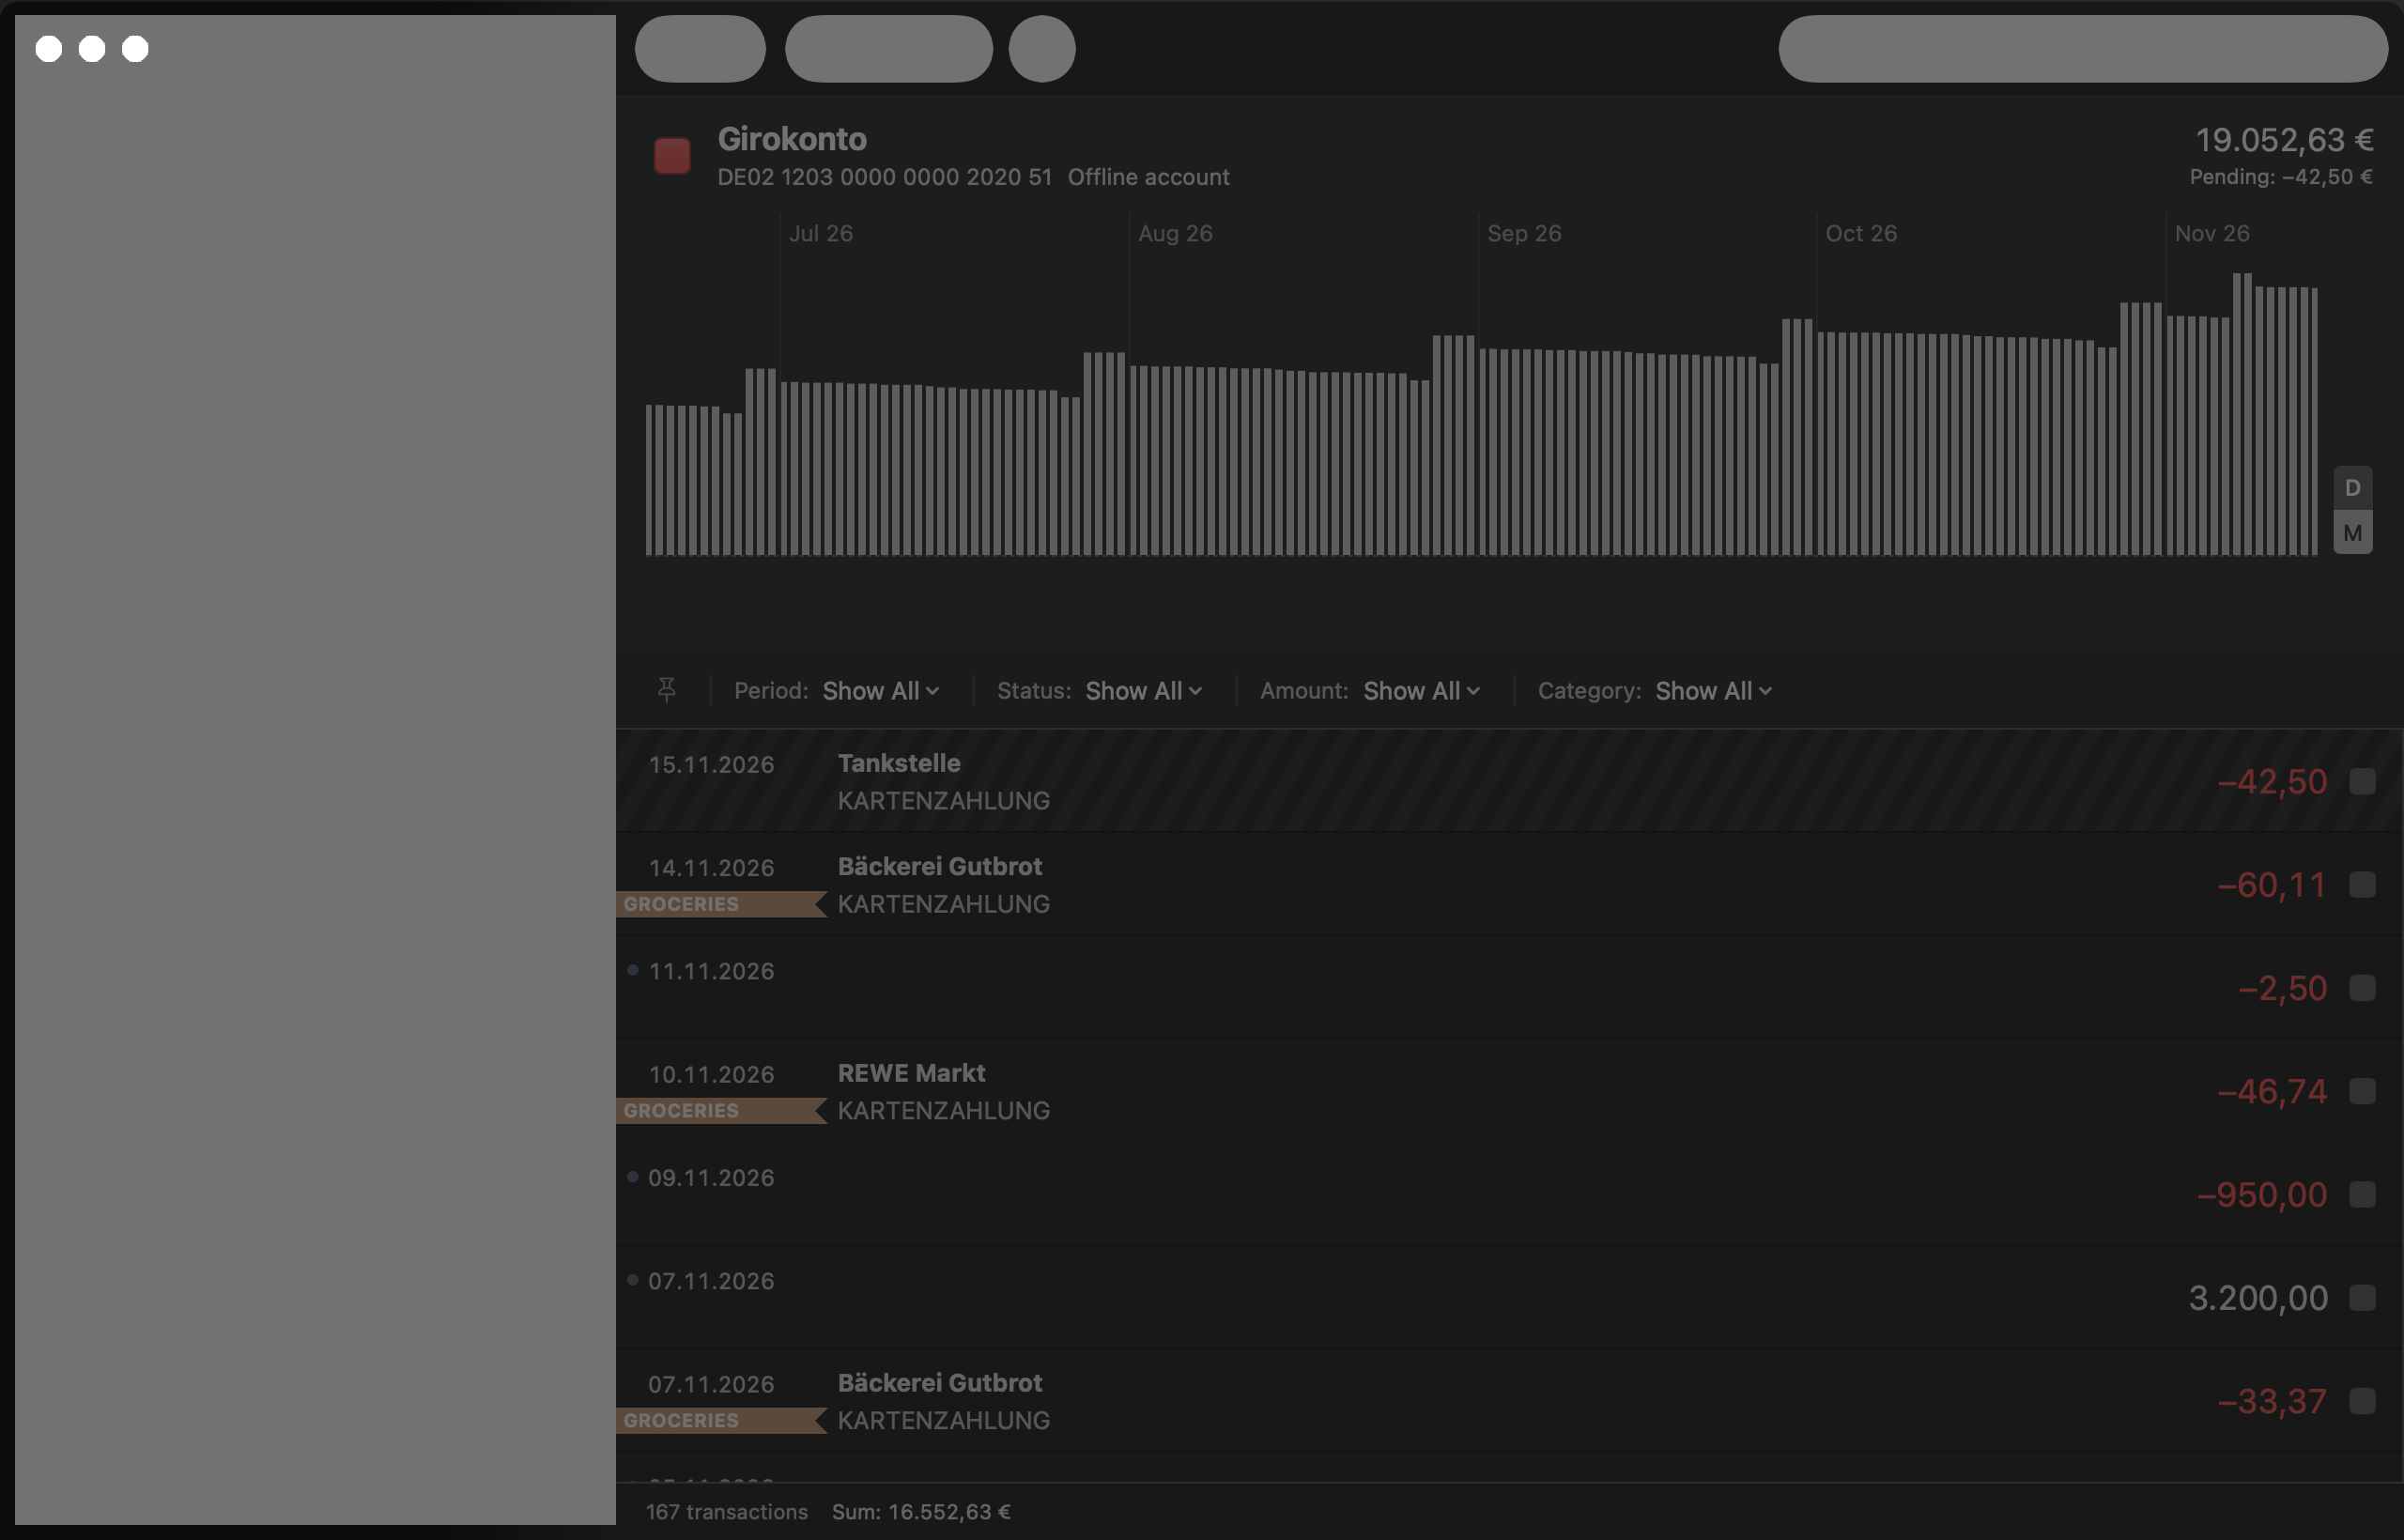 Girokonto
19.052,63 €
DE02 1203 0000 0000 2020 51 Offline account
Pending: –42,50 €
Jul 26
Aug 26
Sep 26
Oct 26
Nov 26
D
M
Period: Show All
Status: Show All
Amount: Show All
Category: Show All
15.11.2026
Tankstelle
KARTENZAHLUNG
–42,50
14.11.2026
Bäckerei Gutbrot
GROCERIES
KARTENZAHLUNG
–60,11
11.11.2026
–2,50
10.11.2026
REWE Markt
GROCERIES
KARTENZAHLUNG
–46,74
09.11.2026
–950,00
07.11.2026
3.200,00
07.11.2026
Bäckerei Gutbrot
GROCERIES
KARTENZAHLUNG
–33,37
167 transactions Sum: 16.552,63 €